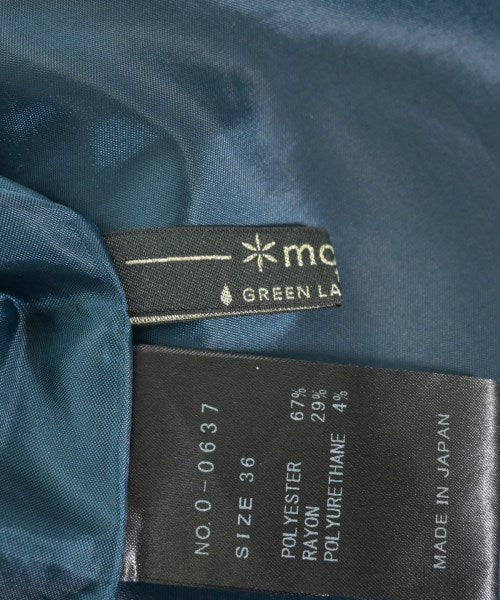 *mo
GREEN LA
NO. 0-0637
SIZE 36
POLYESTER 67%
RAYON 29%
POLYURETHANE 4%
MADE IN JAPAN